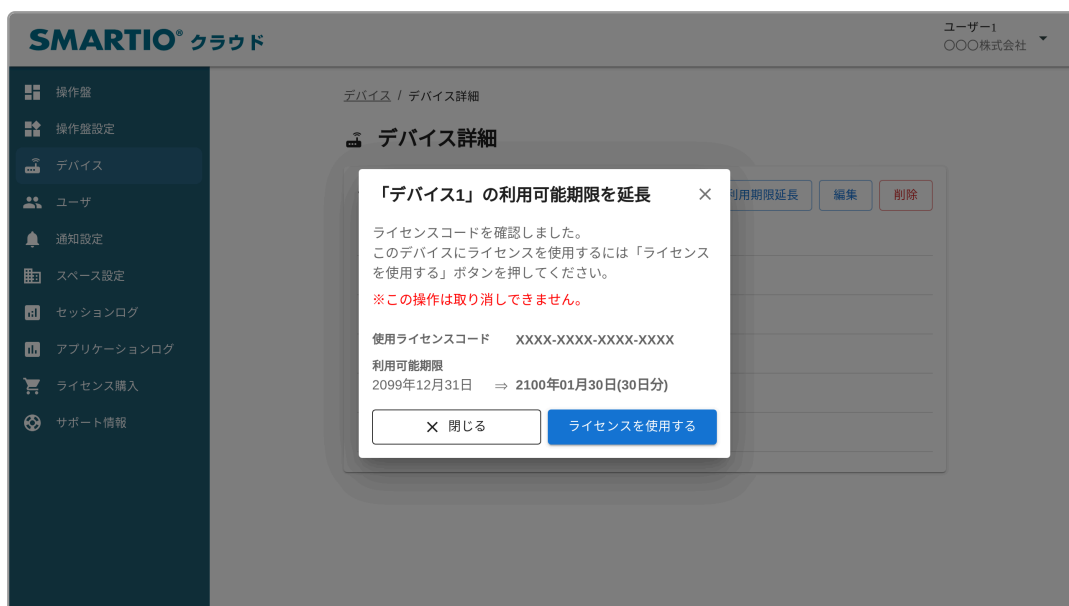 SMARTIO® クラウド
ユーザー1
〇〇〇株式会社
操作盤
操作盤設定
デバイス
ユーザ
通知設定
スペース設定
セッションログ
アプリケーションログ
ライセンス購入
サポート情報
デバイス / デバイス詳細
デバイス詳細
利用期限延長
編集
削除
「デバイス1」の利用可能期限を延長
ライセンスコードを確認しました。
このデバイスにライセンスを使用するには「ライセンス
を使用する」ボタンを押してください。
※この操作は取り消しできません。
使用ライセンスコード XXXX-XXXX-XXXX-XXXX
利用可能期限
2099年12月31日 ⇒ 2100年01月30日(30日分)
閉じる
ライセンスを使用する